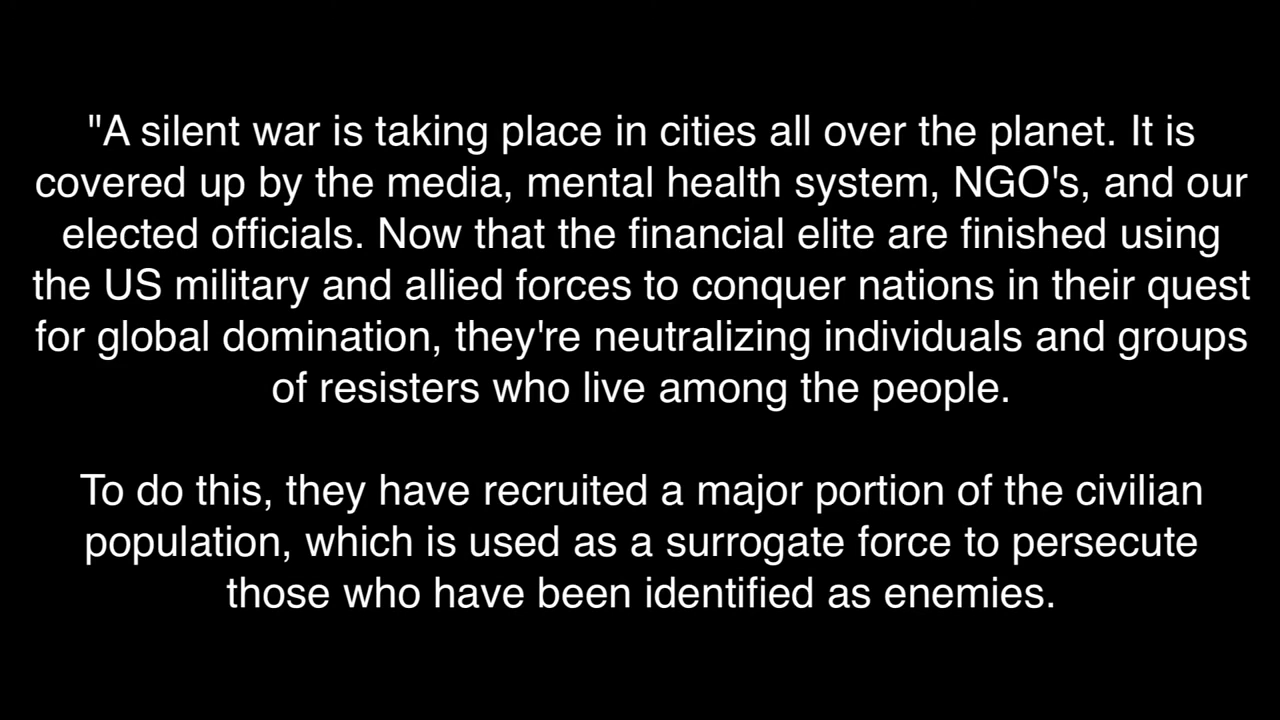 "A silent war is taking place in cities all over the planet. It is
covered up by the media, mental health system, NGO's, and our
elected officials. Now that the financial elite are finished using
the US military and allied forces to conquer nations in their quest
for global domination, they're neutralizing individuals and groups
of resisters who live among the people.
To do this, they have recruited a major portion of the civilian
population, which is used as a surrogate force to persecute
those who have been identified as enemies.